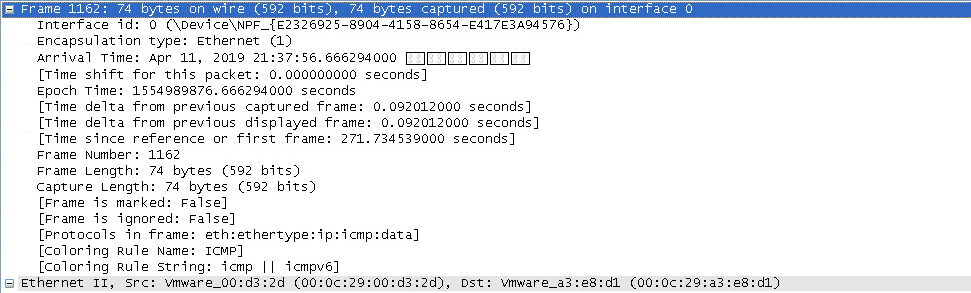 Frame 1162: 74 bytes on wire (592 bits), 74 bytes captured (592 bits) on interface 0
Interface id: 0 (\Device\NPF_{E2326925-8904-4158-8654-E417E3A94576})
Encapsulation type: Ethernet (1)
Arrival Time: Apr 11, 2019 21:37:56.666294000
[Time shift for this packet: 0.000000000 seconds]
Epoch Time: 1554989876.666294000 seconds
[Time delta from previous captured frame: 0.092012000 seconds]
[Time delta from previous displayed frame: 0.092012000 seconds]
[Time since reference or first frame: 271.734539000 seconds]
Frame Number: 1162
Frame Length: 74 bytes (592 bits)
Capture Length: 74 bytes (592 bits)
[Frame is marked: False]
[Frame is ignored: False]
[Protocols in frame: eth:ethertype:ip:icmp:data]
[Coloring Rule Name: ICMP]
[Coloring Rule String: icmp || icmpv6]
Ethernet II, Src: Vmware_00:d3:2d (00:0c:29:00:d3:2d), Dst: Vmware_a3:e8:d1 (00:0c:29:a3:e8:d1)